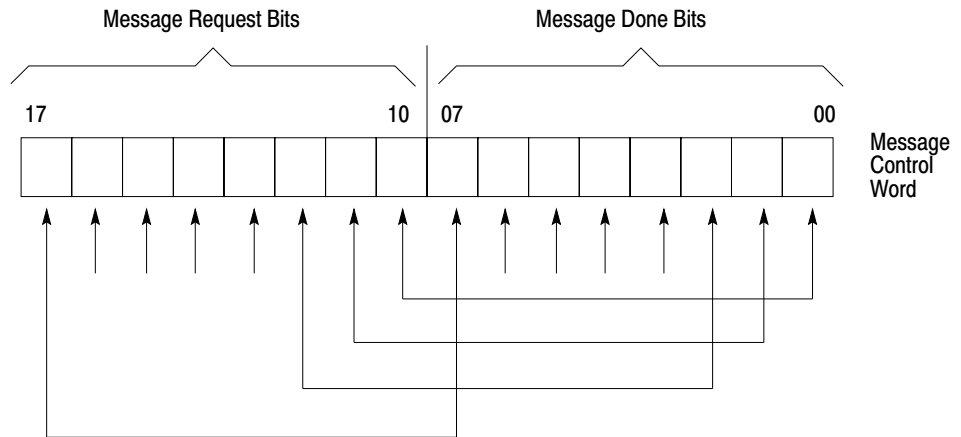 Message Request Bits
Message Done Bits
17
10
07
00
Message
Control
Word